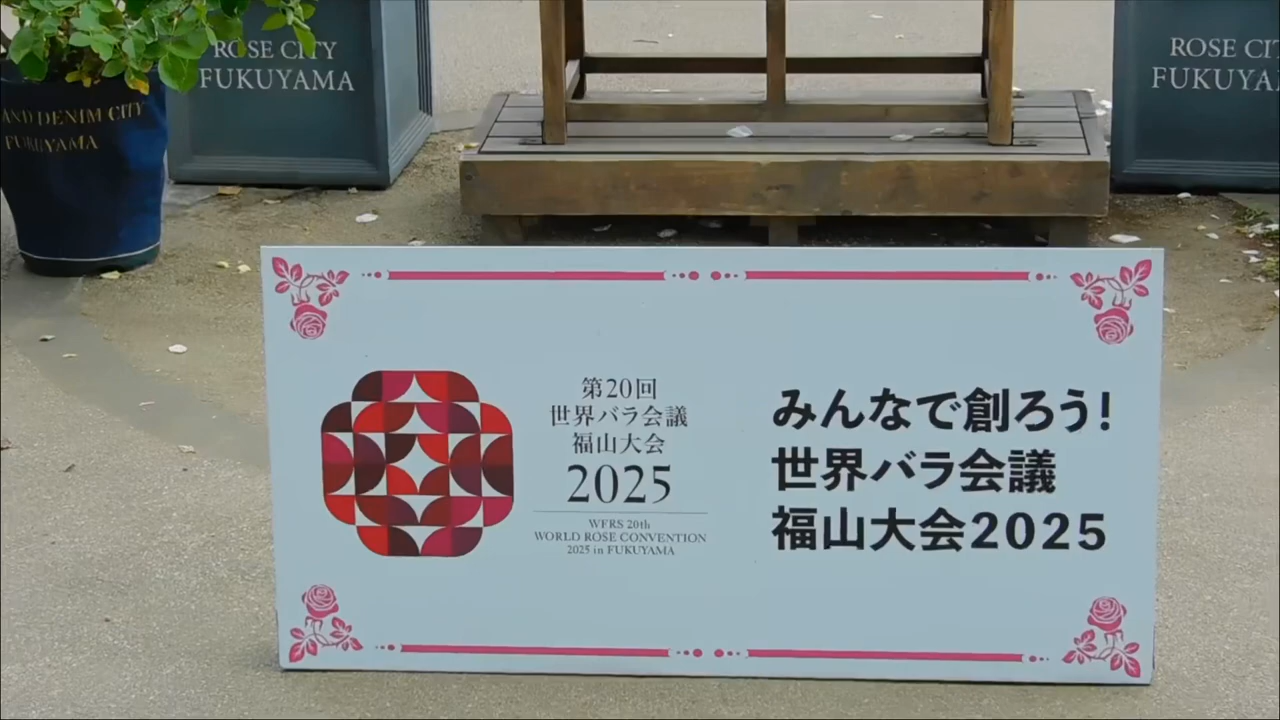 ROSE CITY
FUKUYAMA
AND DENIM CITY
FUKUYAMA
ROSE
第20回
世界バラ会議
福山大会
2025
WFRS 20th
WORLD ROSE CONVENTION
2025 in FUKUYAMA
みんなで創ろう!
世界バラ会議
福山大会2025